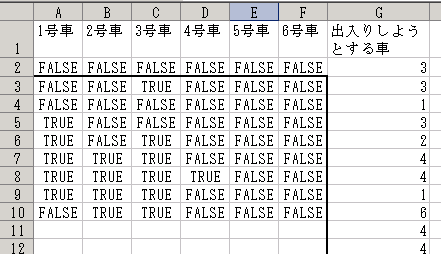 A B C D E F G
1 1号車 2号車 3号車 4号車 5号車 6号車 出入りしよう
とする車
2 FALSE FALSE FALSE FALSE FALSE FALSE 3
3 FALSE FALSE TRUE FALSE FALSE FALSE 3
4 FALSE FALSE FALSE FALSE FALSE FALSE 1
5 TRUE FALSE FALSE FALSE FALSE FALSE 3
6 TRUE FALSE TRUE FALSE FALSE FALSE 2
7 TRUE TRUE TRUE FALSE FALSE FALSE 4
8 TRUE TRUE TRUE TRUE FALSE FALSE 4
9 TRUE TRUE TRUE FALSE FALSE FALSE 1
10 FALSE TRUE TRUE FALSE FALSE FALSE 6
11 4
12 4